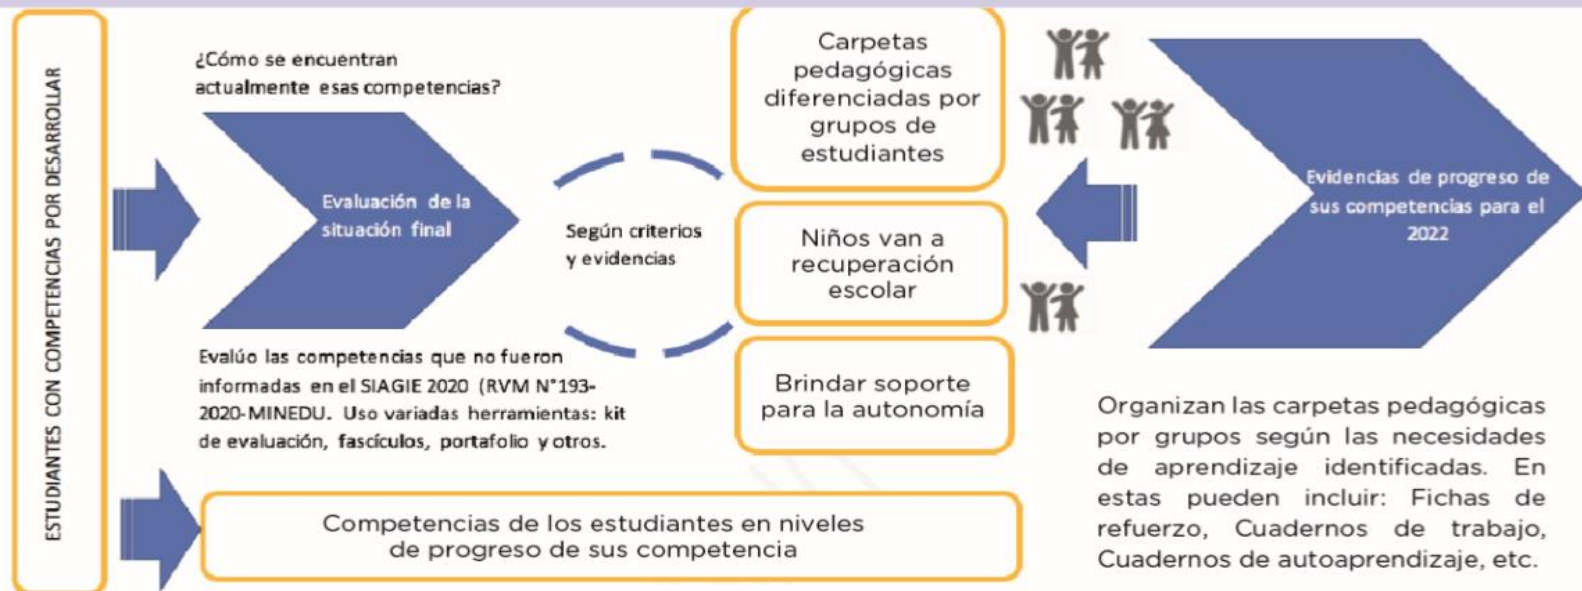 ESTUDIANTES CON COMPETENCIAS POR DESARROLLAR
¿Cómo se encuentran
actualmente esas competencias?
Evaluación de la
situación final
Evalúo las competencias que no fueron
informadas en el SIAGIE 2020 (RVM N°193-
2020-MINEDU. Uso variadas herramientas: kit
de evaluación, fascículos, portafolio y otros.
Según criterios
y evidencias
Carpetas
pedagógicas
diferenciadas por
grupos de
estudiantes
Niños van a
recuperación
escolar
Brindar soporte
para la autonomía
Evidencias de progreso de
sus competencias para el
2022
Organizan las carpetas pedagógicas
por grupos según las necesidades
de aprendizaje identificadas. En
estas pueden incluir: Fichas de
refuerzo, Cuadernos de trabajo,
Cuadernos de autoaprendizaje, etc.
Competencias de los estudiantes en niveles
de progreso de sus competencia